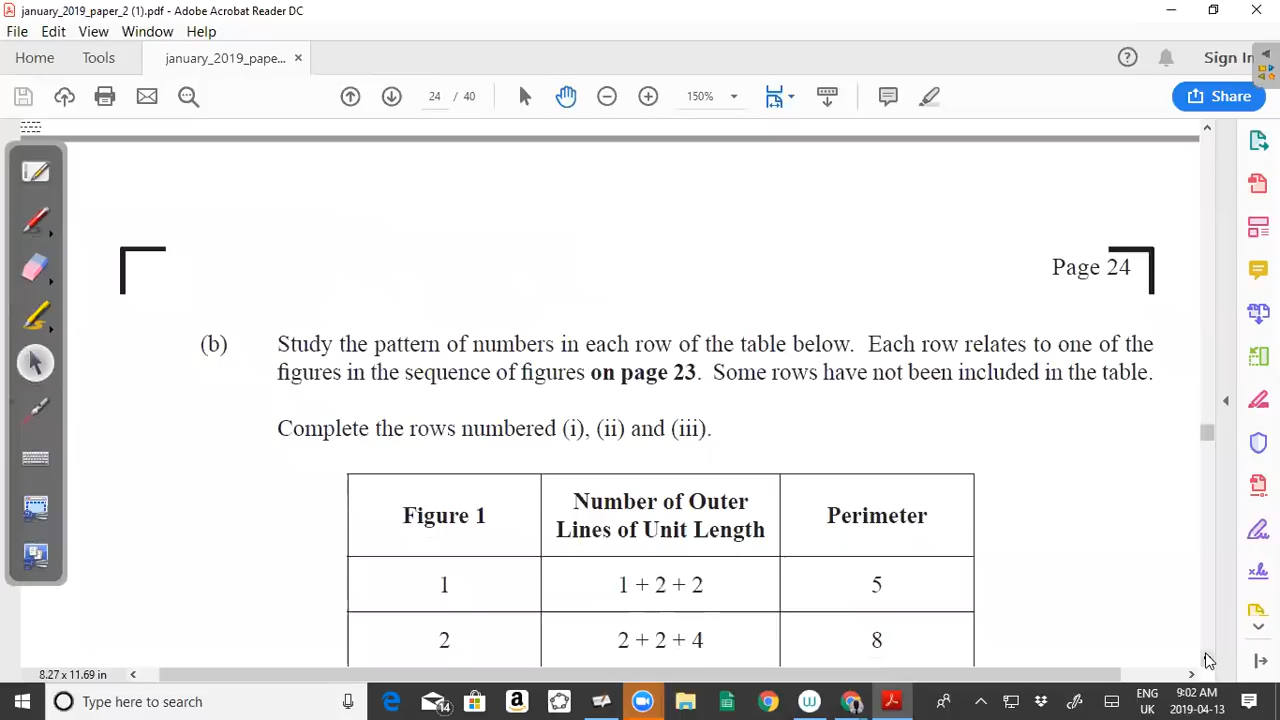 january_2019_paper_2 (1).pdf - Adobe Acrobat Reader DC
File Edit View Window Help
Home Tools january_2019_pape... × Sign In
24 / 40 150% Share
Page 24
(b) Study the pattern of numbers in each row of the table below. Each row relates to one of the
figures in the sequence of figures on page 23. Some rows have not been included in the table.
Complete the rows numbered (i), (ii) and (iii).
Figure 1 Number of Outer Lines of Unit Length Perimeter
1 1 + 2 + 2 5
2 2 + 2 + 4 8
8.27 x 11.69 in
Type here to search 14 ENG 9:02 AM
UK 2019-04-13